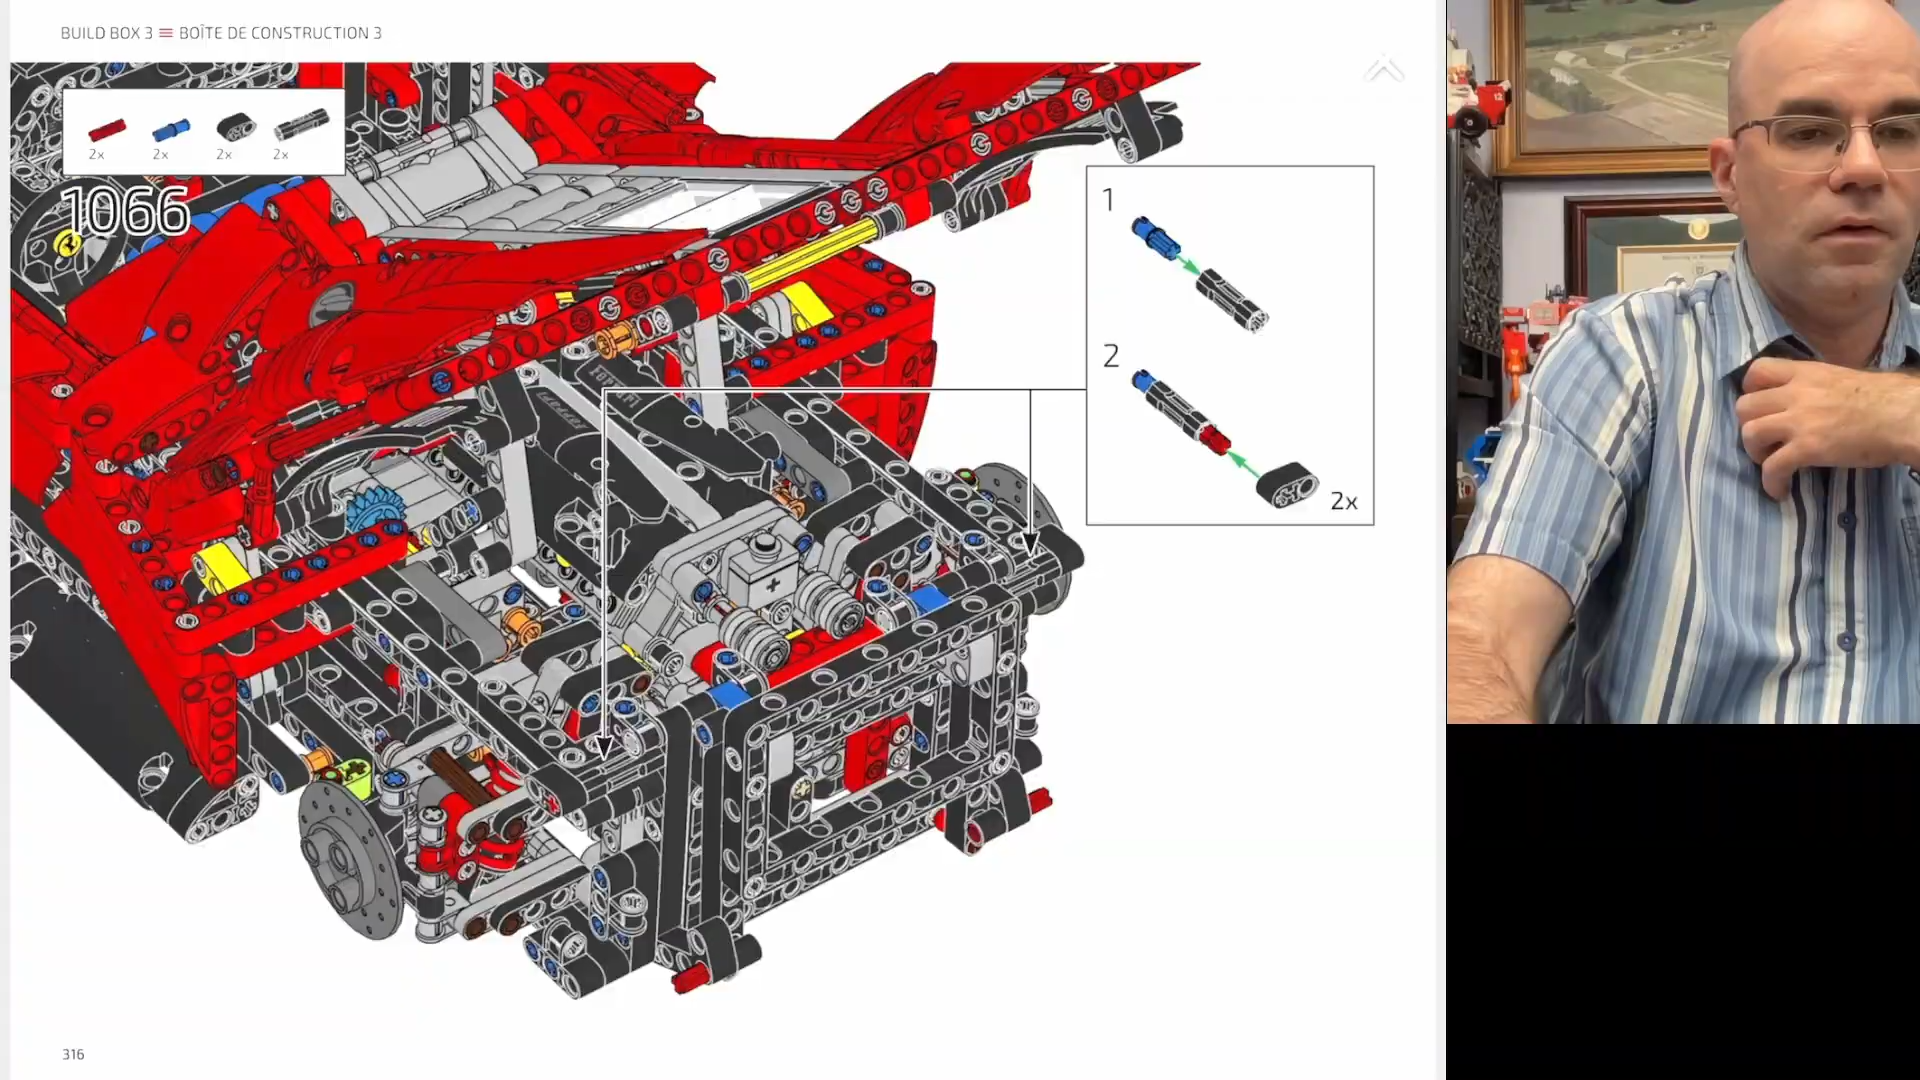 BUILD BOX 3 = BOÎTE DE CONSTRUCTION 3
2x 2x 2x 2x
1066
1
2
2x
316